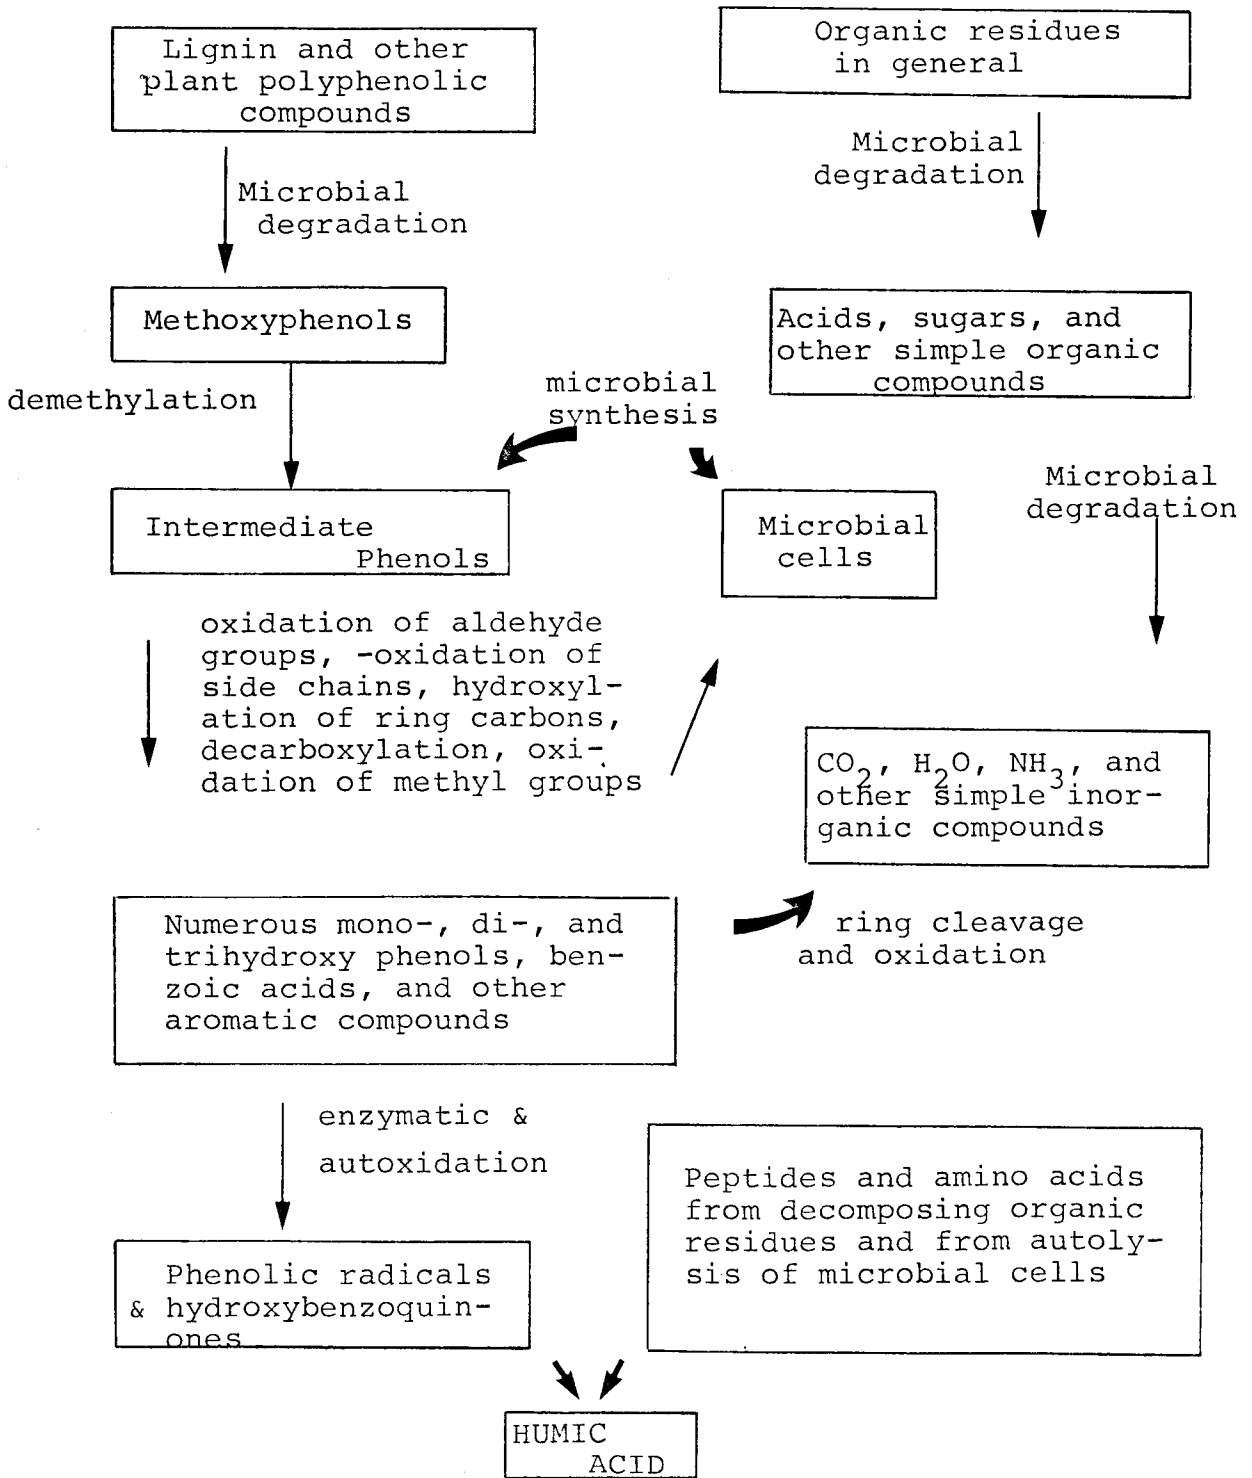 Lignin and other
plant polyphenolic
compounds
Organic residues
in general
Microbial
degradation
Microbial
degradation
Methoxyphenols
Acids, sugars, and
other simple organic
compounds
demethylation
microbial
synthesis
Intermediate
Phenols
Microbial
cells
Microbial
degradation
oxidation of aldehyde
groups, -oxidation of
side chains, hydroxyl-
ation of ring carbons,
decarboxylation, oxi-
dation of methyl groups
CO2, H2O, NH3, and
other simple inor-
ganic compounds
Numerous mono-, di-, and
trihydroxy phenols, ben-
zoic acids, and other
aromatic compounds
ring cleavage
and oxidation
enzymatic &
autoxidation
Peptides and amino acids
from decomposing organic
residues and from autoly-
sis of microbial cells
Phenolic radicals
& hydroxybenzoquin-
ones
HUMIC
ACID